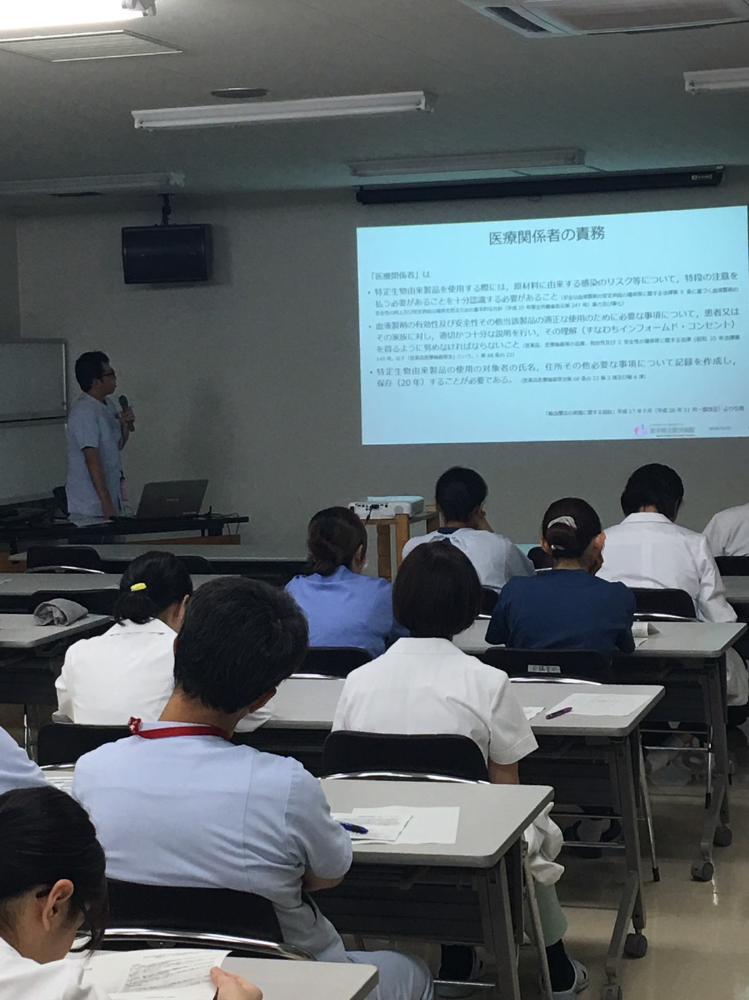 医療関係者の責務
「医療関係者」は
• 特定生物由来製品を使用する際には，原材料に由来する感染のリスク等について，特段の注意を
払う必要があることを十分認識する必要があること（安全な血液製剤の安定供給の確保等に関する法律第 9 条に基づく血液製剤の
安全性の向上及び安定供給の確保を図るための基本的な方針（平成 25 年厚生労働省告示第 247 号）第六及び第七）
• 血液製剤の有効性及び安全性その他当該製品の適正な使用のために必要な事項について，患者又は
その家族に対し，適切かつ十分な説明を行い，その理解（すなわちインフォームド・コンセント）
を得るように努めなければならないこと（医薬品，医療機器等の品質，有効性及び
安全性の確保等に関する法律（昭和 35 年法律第
145 号，以下「医薬品医療機器等法」という。）第 68 条の 21）
• 特定生物由来製品の使用の対象者の氏名，住所その他必要な事項について記録を作成し，
保存（20 年）することが必要である。（医薬品医療機器等法第 68 条の 22 第 3 項及び第 4 項）
「輸血療法の実施に関する指針」平成 17 年 9 月（平成 26 年 11 月一部改正）より引用
岩手県立胆沢病院